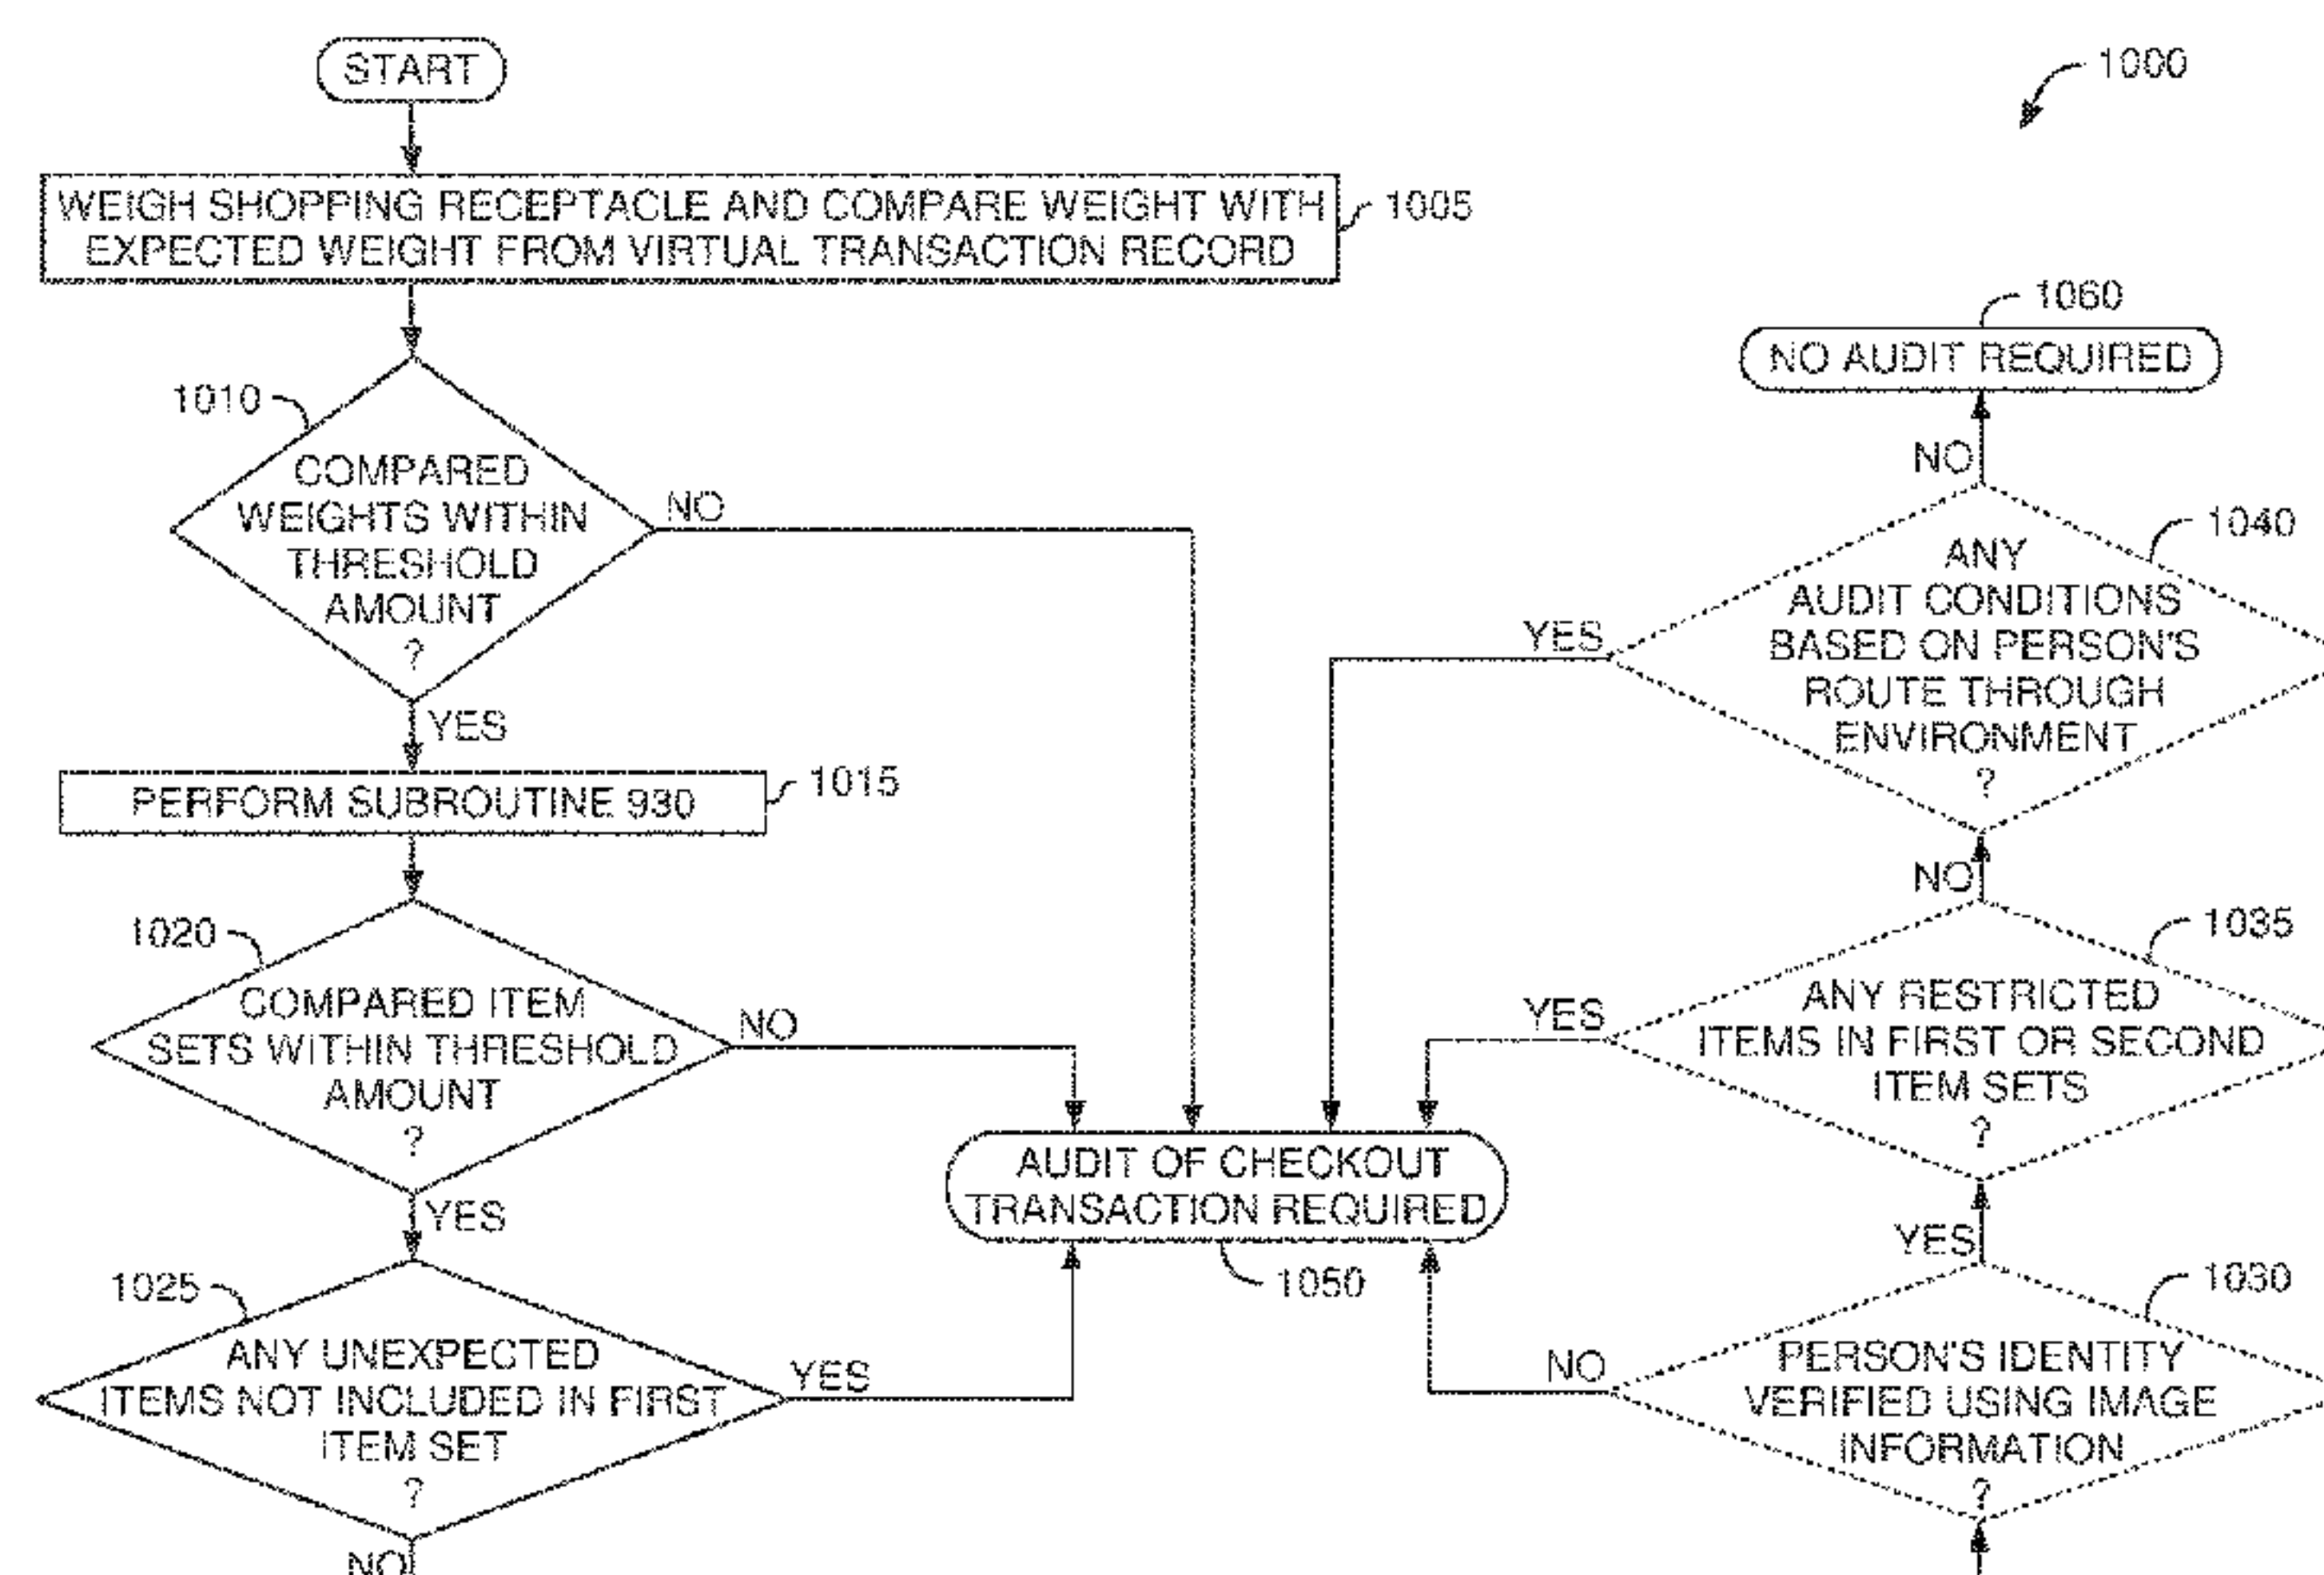 START
1000
WEIGH SHOPPING RECEPTACLE AND COMPARE WEIGHT WITH
EXPECTED WEIGHT FROM VIRTUAL TRANSACTION RECORD
1005
1010
COMPARED
WEIGHTS WITHIN
THRESHOLD
AMOUNT
?
NO
YES
PERFORM SUBROUTINE 930
1015
1020
COMPARED ITEM
SETS WITHIN THRESHOLD
AMOUNT
?
NO
YES
1025
ANY UNEXPECTED
ITEMS NOT INCLUDED IN FIRST
ITEM SET
?
YES
NO
AUDIT OF CHECKOUT
TRANSACTION REQUIRED
1050
1060
NO AUDIT REQUIRED
NO
1040
ANY
AUDIT CONDITIONS
BASED ON PERSON'S
ROUTE THROUGH
ENVIRONMENT
?
YES
NO
1035
ANY RESTRICTED
ITEMS IN FIRST OR SECOND
ITEM SETS
?
YES
YES
1030
PERSON'S IDENTITY
VERIFIED USING IMAGE
INFORMATION
?
NO